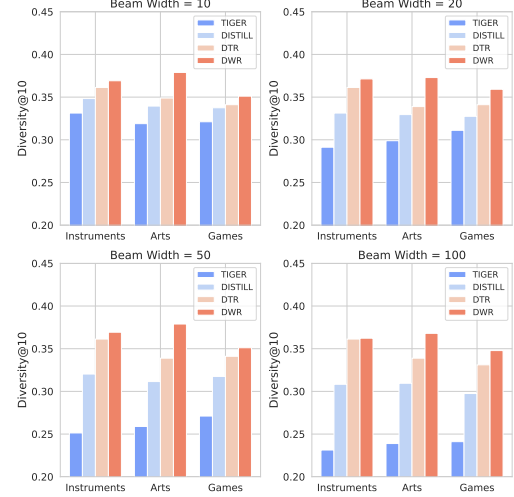 Beam Width = 10
0.45
0.40
0.35
0.30
0.25
0.20
Diversity@10
TIGER
DISTILL
DTR
DWR
Instruments Arts Games
Beam Width = 20
0.45
0.40
0.35
0.30
0.25
0.20
Diversity@10
TIGER
DISTILL
DTR
DWR
Instruments Arts Games
Beam Width = 50
0.45
0.40
0.35
0.30
0.25
0.20
Diversity@10
TIGER
DISTILL
DTR
DWR
Instruments Arts Games
Beam Width = 100
0.45
0.40
0.35
0.30
0.25
0.20
Diversity@10
TIGER
DISTILL
DTR
DWR
Instruments Arts Games